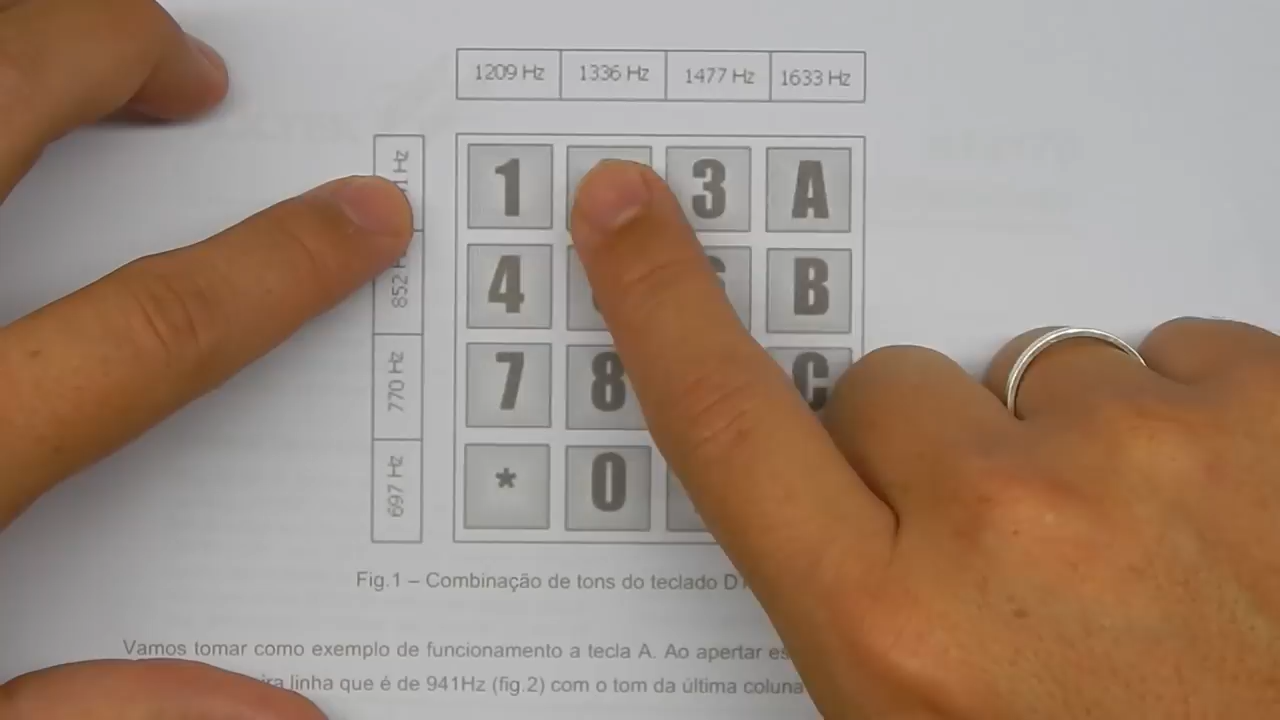 1209 Hz 1336 Hz 1477 Hz 1633 Hz
Hz
1 3 A
852
4 B
770 Hz
7 8 C
697 Hz
* 0
Fig.1 – Combinação de tons do teclado
Vamos tomar como exemplo de funcionamento a tecla A. Ao apertar
linha que é de 941Hz (fig.2) com o tom da última coluna